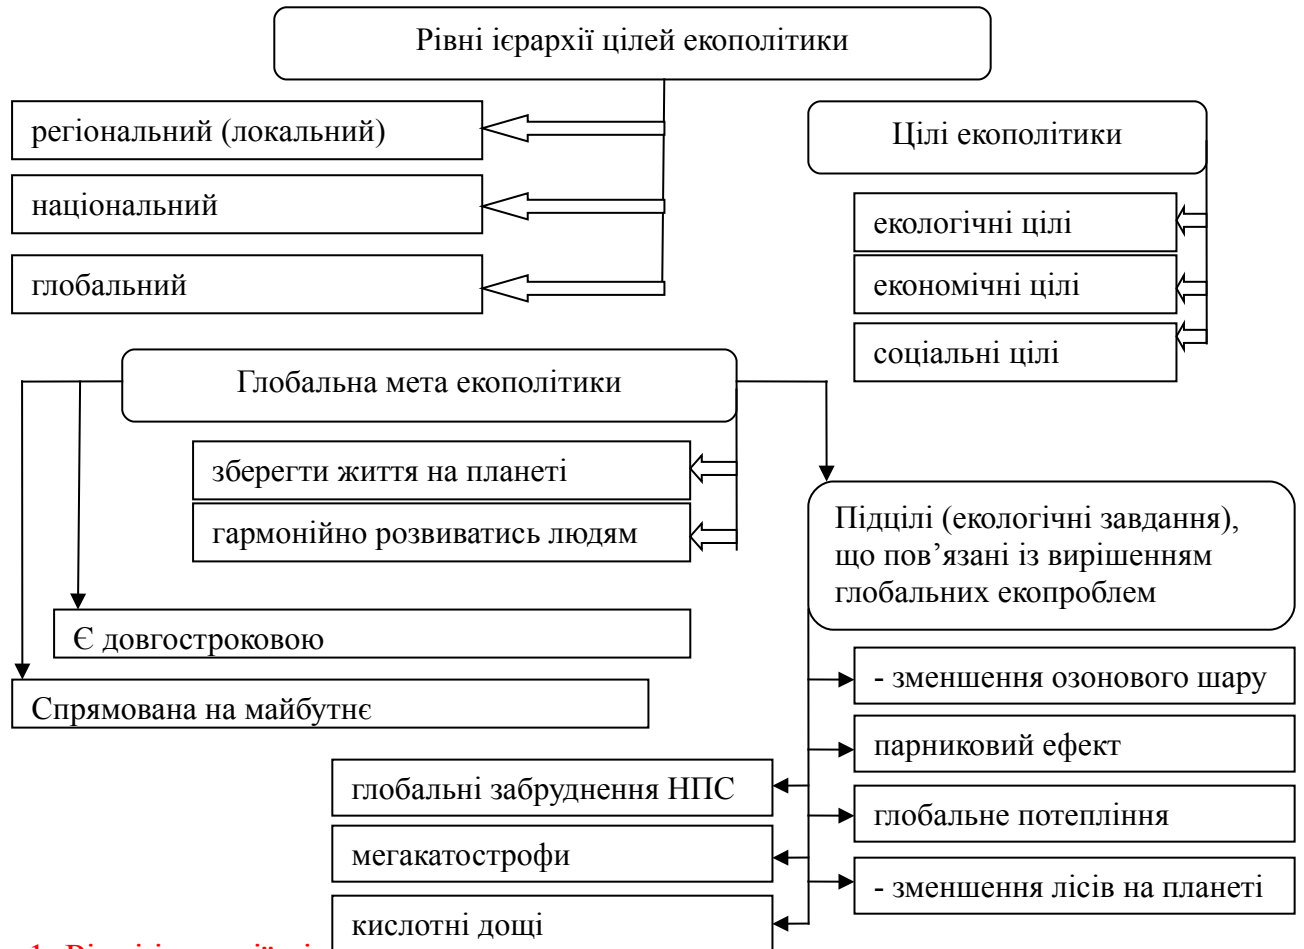 Рівні ієрархії цілей екополітики
регіональний (локальний)
національний
глобальний
Цілі екополітики
екологічні цілі
економічні цілі
соціальні цілі
Глобальна мета екополітики
зберегти життя на планеті
гармонійно розвиватись людям
Є довгостроковою
Спрямована на майбутнє
Підцілі (екологічні завдання),
що пов’язані із вирішенням
глобальних екопроблем
- зменшення озонового шару
парниковий ефект
глобальне потепління
- зменшення лісів на планеті
глобальні забруднення НПС
мегакатострофи
кислотні дощі